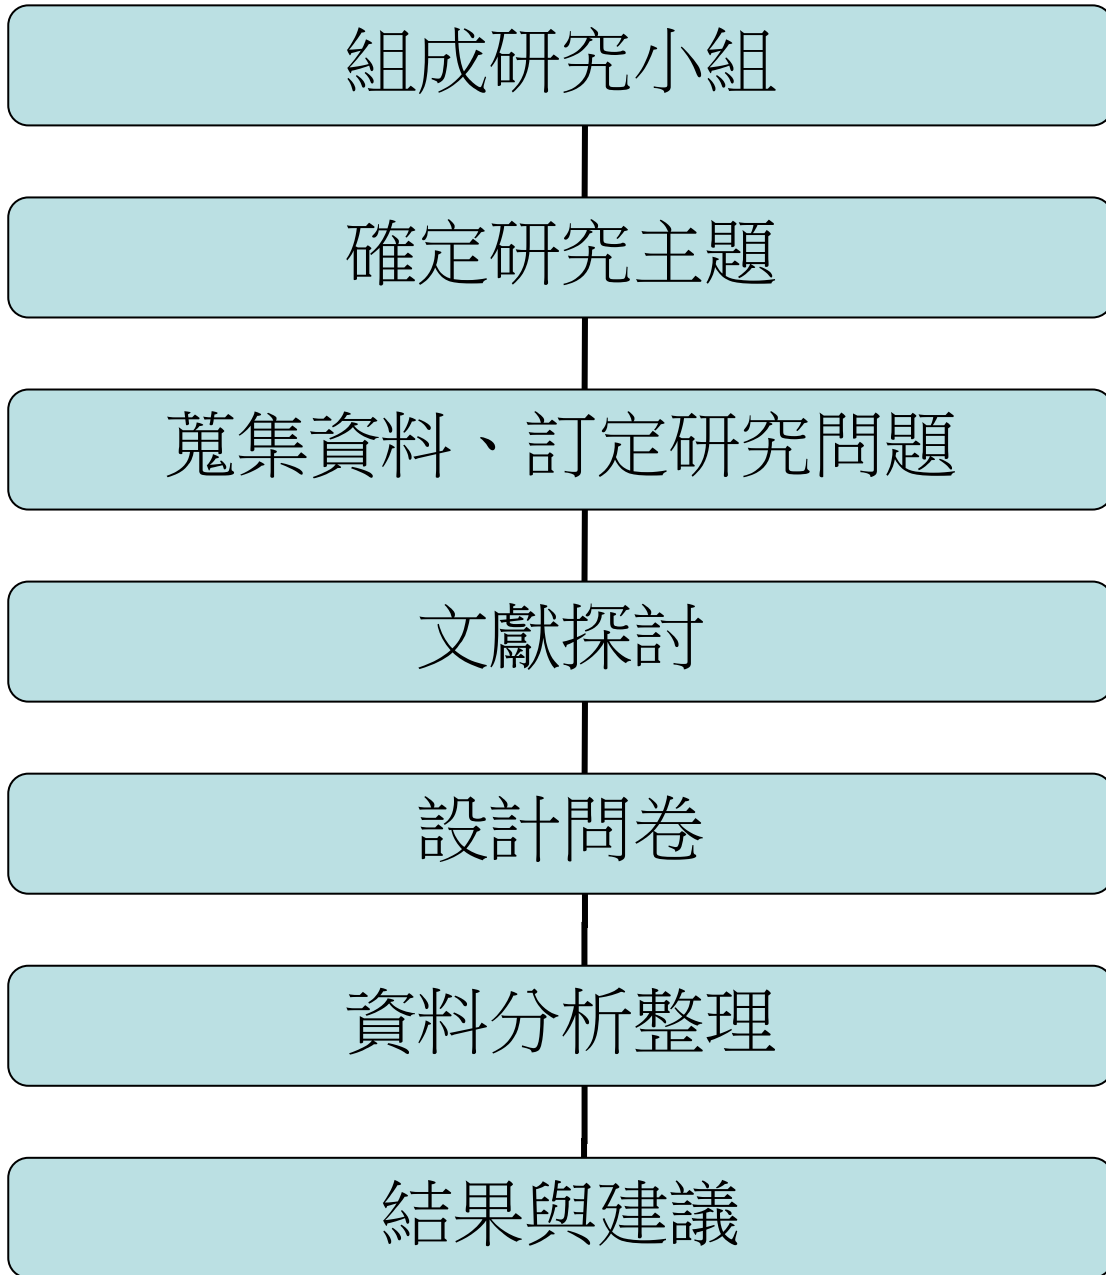 組成研究小組
確定研究主題
蒐集資料、訂定研究問題
文獻探討
設計問卷
資料分析整理
結果與建議